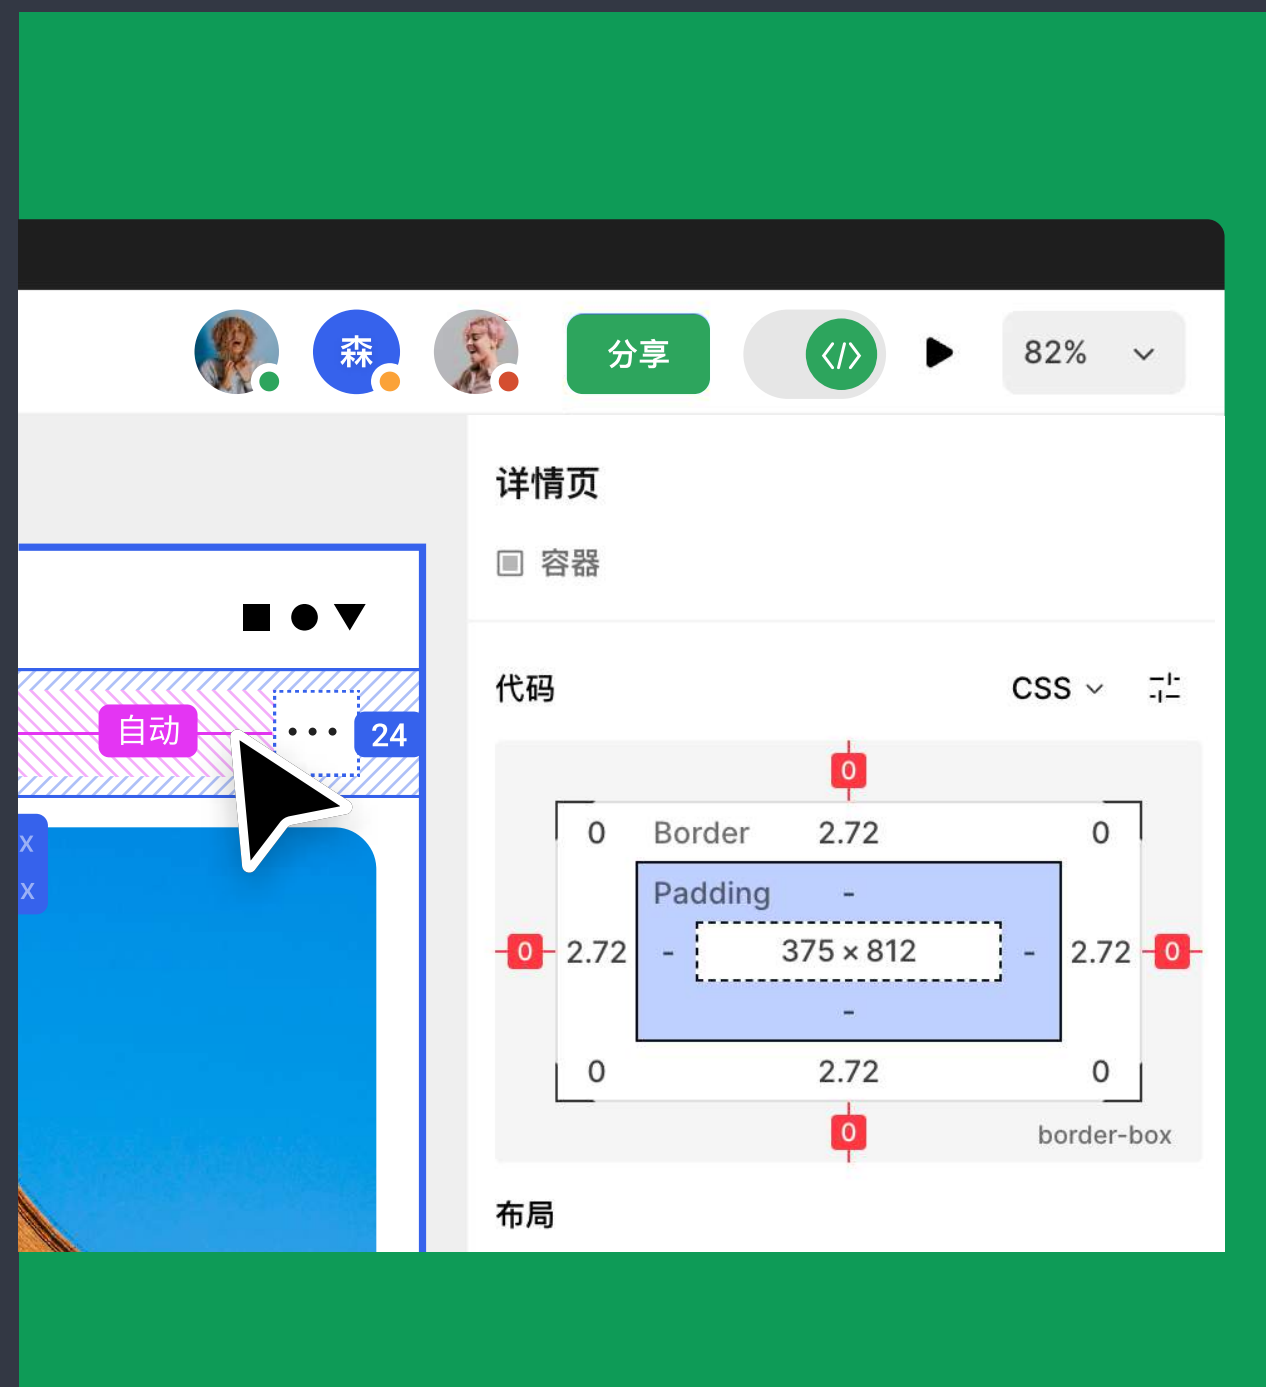 森
分享
</>
82%
详情页
容器
代码
CSS
自动
24
X
X
0
0 Border 2.72 0
Padding -
0 2.72 - 375 × 812 - 2.72 0
-
0 2.72 0
0
border-box
布局